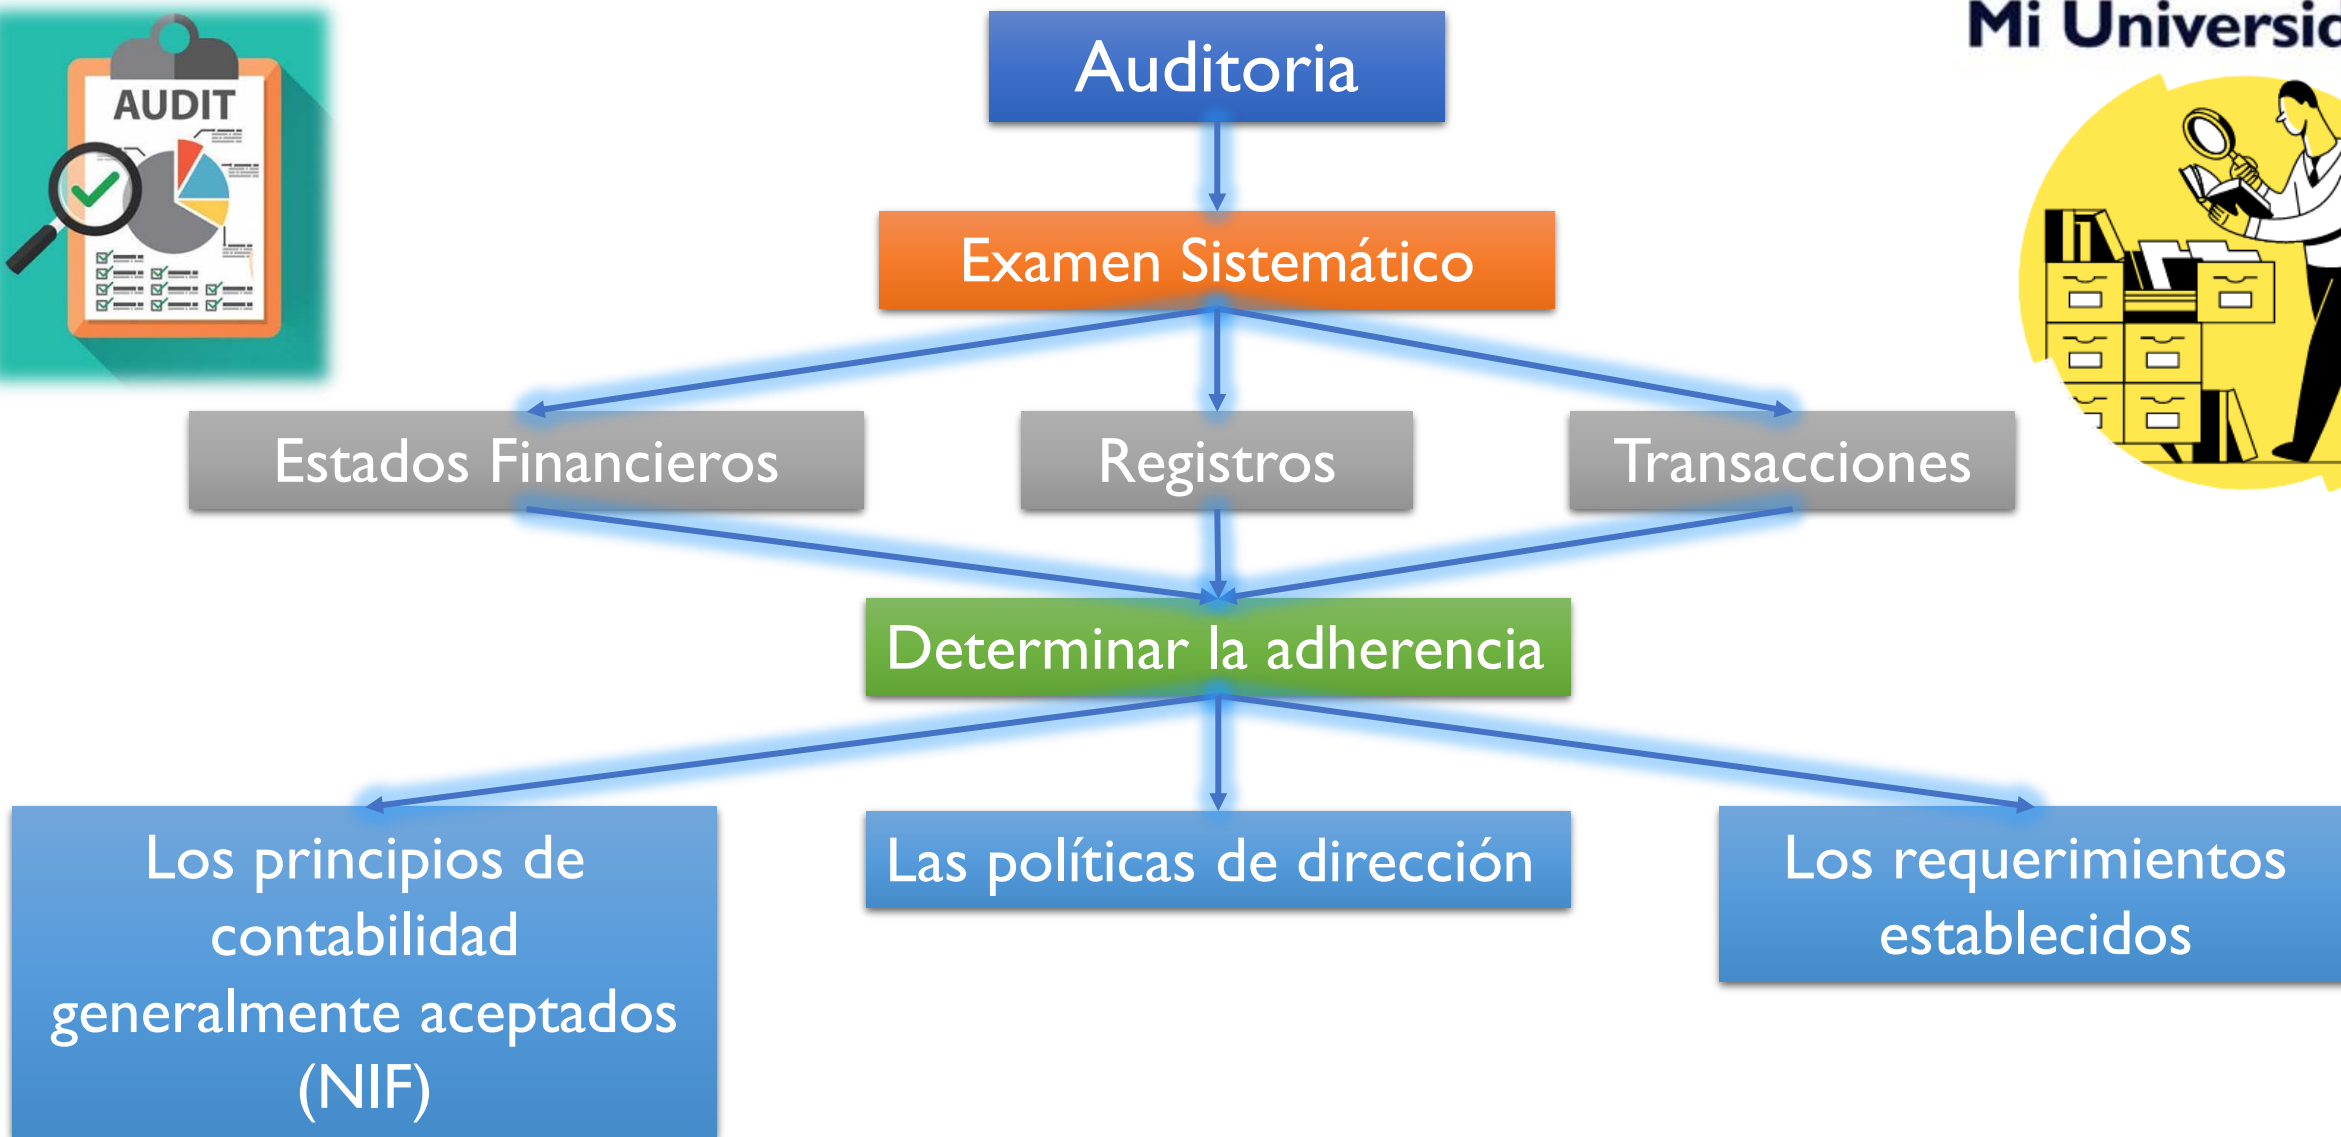 Mi Universid
AUDIT
Auditoria
Examen Sistemático
Estados Financieros
Registros
Transacciones
Determinar la adherencia
Los principios de
contabilidad
generalmente aceptados
(NIF)
Las políticas de dirección
Los requerimientos
establecidos